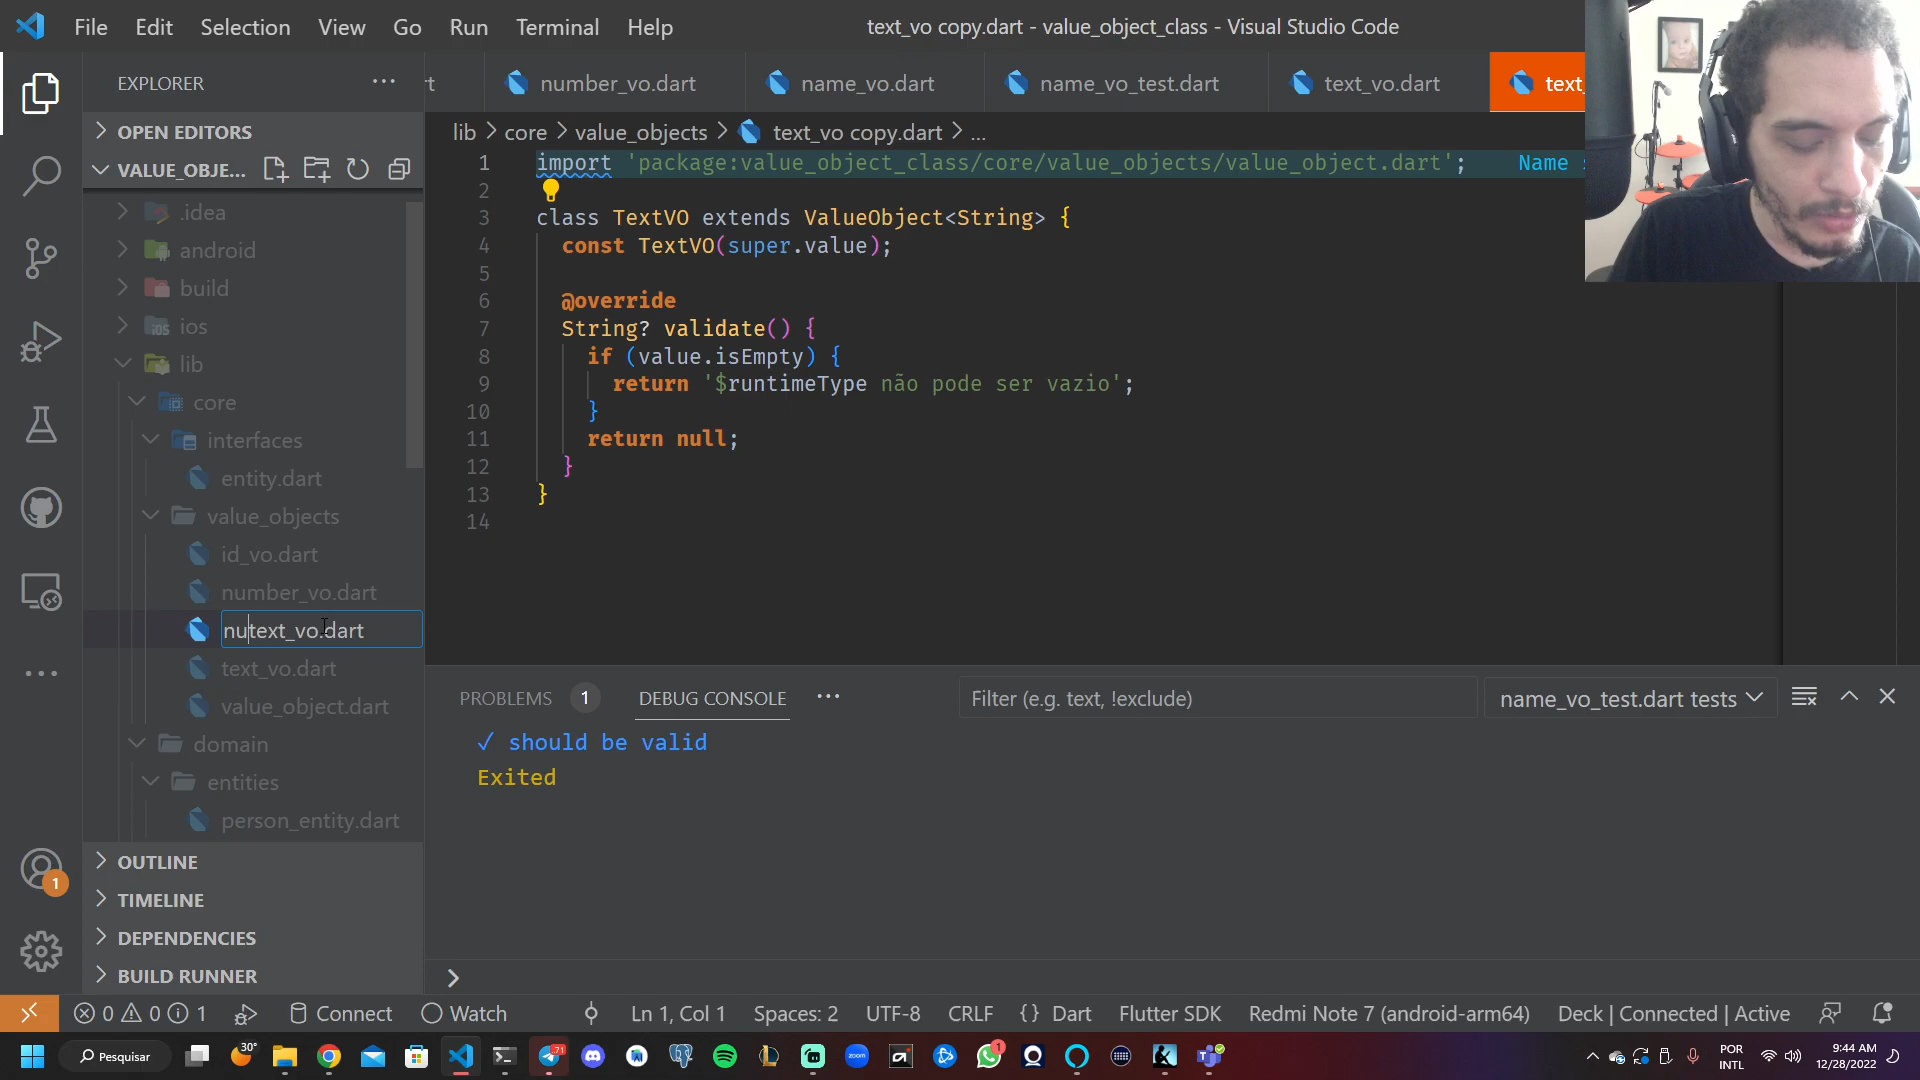 File Edit Selection View Go Run Terminal Help
text_vo copy.dart - value_object_class - Visual Studio Code
EXPLORER
OPEN EDITORS
VALUE_OBJE...
.idea
android
build
ios
lib
core
interfaces
entity.dart
value_objects
id_vo.dart
number_vo.dart
nutext_vo.dart
text_vo.dart
value_object.dart
domain
entities
person_entity.dart
OUTLINE
TIMELINE
DEPENDENCIES
BUILD RUNNER
1
t number_vo.dart name_vo.dart name_vo_test.dart text_vo.dart text_
lib > core > value_objects > text_vo copy.dart > ...
1 import 'package:value_object_class/core/value_objects/value_object.dart'; Name
2
3 class TextVO extends ValueObject<String> {
4 const TextVO(super.value);
5
6 @override
7 String? validate() {
8 if (value.isEmpty) {
9 return '$runtimeType não pode ser vazio';
10 }
11 return null;
12 }
13 }
14
PROBLEMS 1 DEBUG CONSOLE ... Filter (e.g. text, !exclude) name_vo_test.dart tests
✓ should be valid
Exited
>
0 0 1 Connect Watch Ln 1, Col 1 Spaces: 2 UTF-8 CRLF {} Dart Flutter SDK Redmi Note 7 (android-arm64) Deck | Connected | Active
Pesquisar 30° 71 zoom 1 POR INTL 9:44 AM 12/28/2022